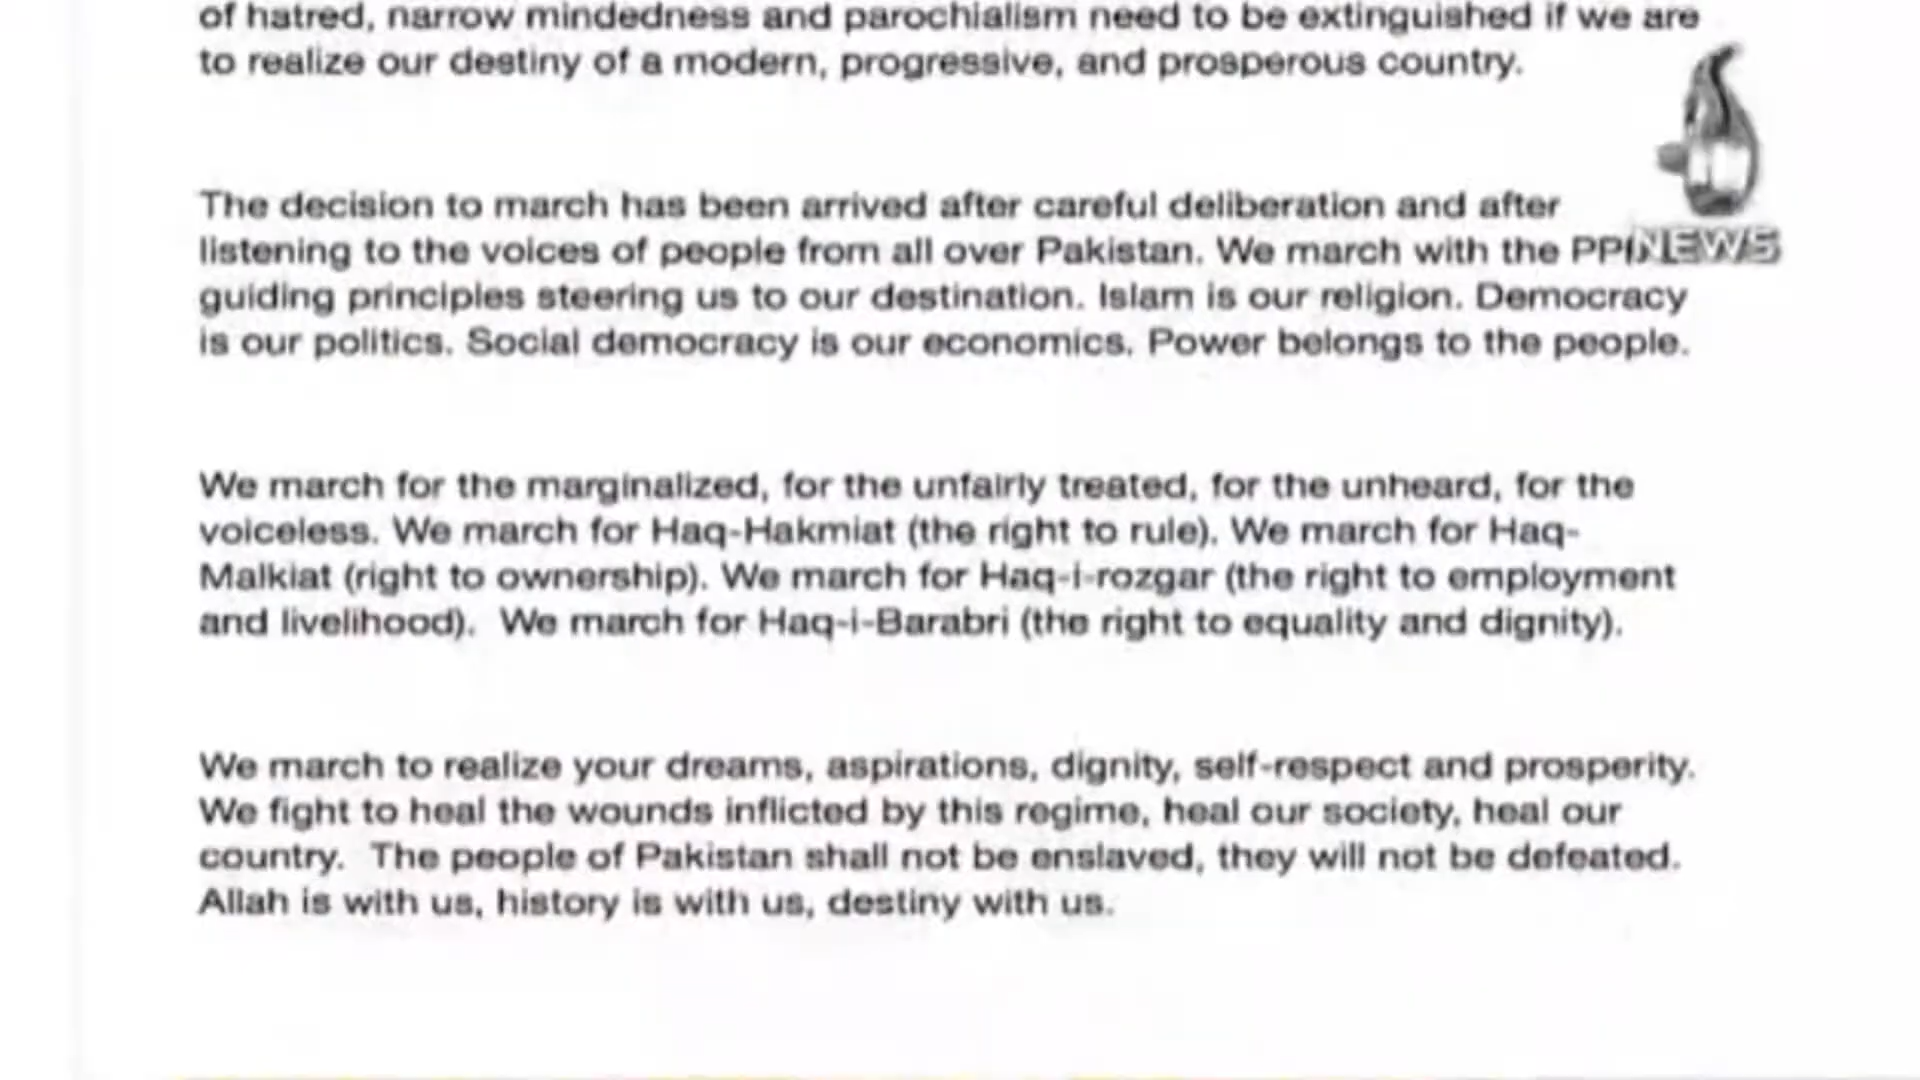 of hatred, narrow mindedness and parochialism need to be extinguished if we are
to realize our destiny of a modern, progressive, and prosperous country.
The decision to march has been arrived after careful deliberation and after
listening to the voices of people from all over Pakistan. We march with the
NEWS
guiding principles steering us to our destination. Islam is our religion. Democracy
is our politics. Social democracy is our economics. Power belongs to the people.
We march for the marginalized, for the unfairly treated, for the unheard, for the
voiceless. We march for Haq-Hakmiat (the right to rule). We march for Haq-
Malkiat (right to ownership). We march for Haq-i-rozgar (the right to employment
and livelihood). We march for Haq-i-Barabri (the right to equality and dignity).
We march to realize your dreams, aspirations, dignity, self-respect and prosperity.
We fight to heal the wounds inflicted by this regime, heal our society, heal our
country. The people of Pakistan shall not be enslaved, they will not be defeated.
Allah is with us, history is with us, destiny with us.